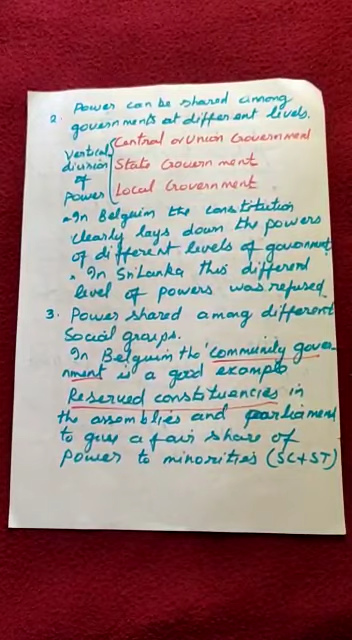 2. Power can be shared among
governments at different levels.
Vertical division of Power
Central or Union Government
State Government
Local Government
• In Belguim the constitution
clearly lays down the powers
of different levels of government
• In Srilanka this different
level of powers was refused
3. Power shared among different
Social groups.
In Belguim the 'community gover-
nment is a good example
Reserved constituencies in
the assemblies and parliament
to give a fair share of
Power to minorities (SC+ST)